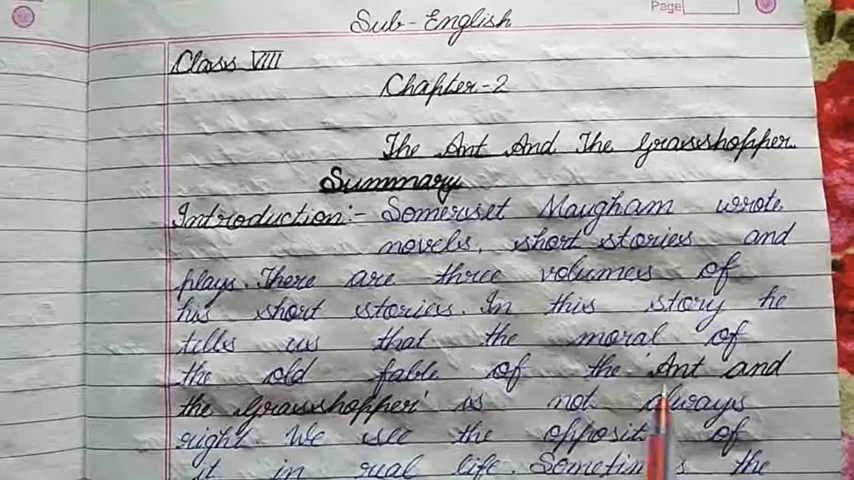 Page
Sub - English
Class VIII
Chapter-2
The Ant And The Grasshopper.
Summary
Introduction :- Somerset Maugham wrote
novels, short stories and
plays. There are three volumes of
his short stories. In this story he
tells us that the moral of
the old fable of the 'Ant and
the Grasshopper' is not always
right. We see the opposite of
it in real life. Sometimes the